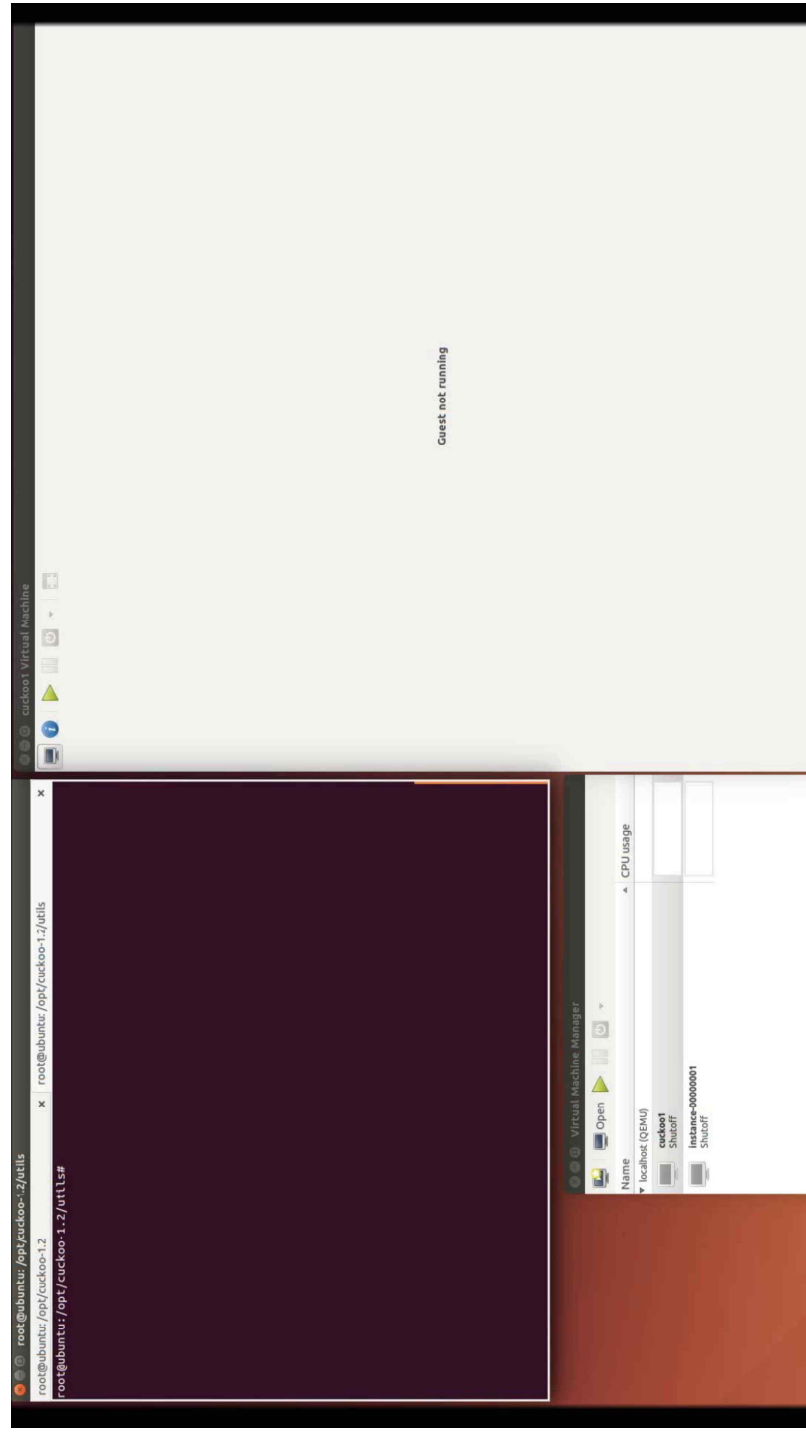 root@ubuntu: /opt/cuckoo-1.2/utils
root@ubuntu: /opt/cuckoo-1.2 × root@ubuntu: /opt/cuckoo-1.2/utils ×
root@ubuntu:/opt/cuckoo-1.2/utils#
Virtual Machine Manager
Open
Name CPU usage
localhost (QEMU)
cuckoo1
Shutoff
instance-00000001
Shutoff
cuckoo1 Virtual Machine
Guest not running